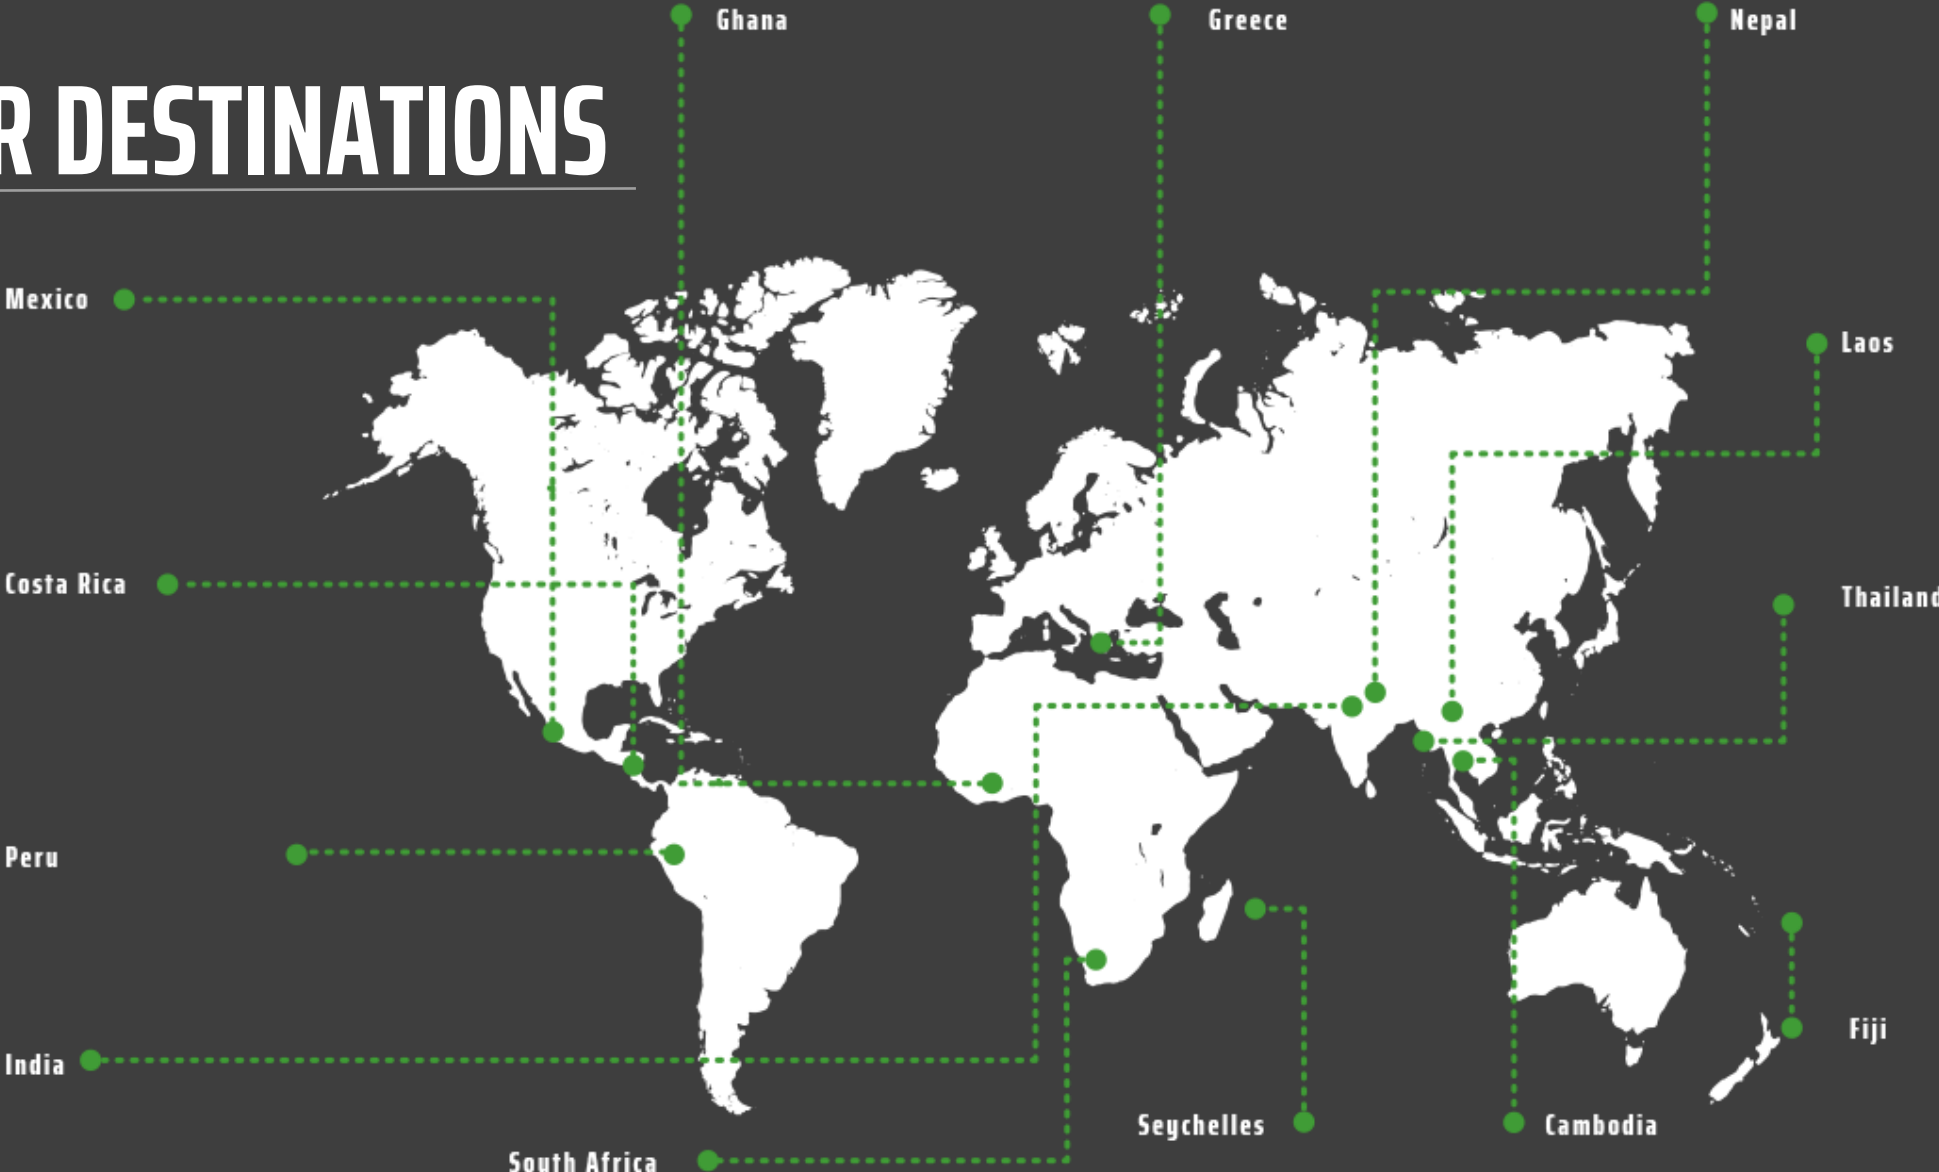 Ghana
Greece
Nepal
R DESTINATIONS
Mexico
Laos
Costa Rica
Thailand
Peru
Fiji
India
Seychelles
Cambodia
South Africa